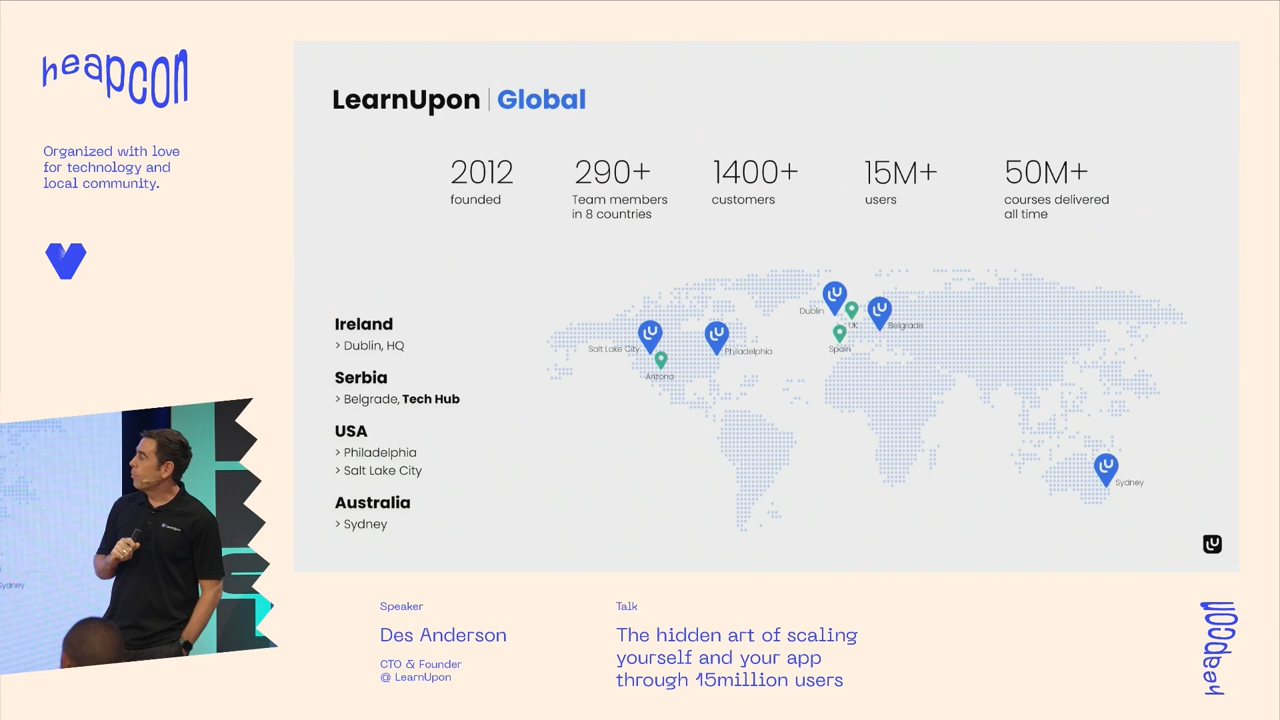 heapcon
Organized with love
for technology and
local community.
LearnUpon | Global
2012
founded
290+
Team members
in 8 countries
1400+
customers
15M+
users
50M+
courses delivered
all time
Ireland
> Dublin, HQ
Serbia
> Belgrade, Tech Hub
USA
> Philadelphia
> Salt Lake City
Australia
> Sydney
Dublin
UK
Belgrade
Spain
Salt Lake City
Philadelphia
Arizona
Sydney
Sydney
LearnUpon
Speaker
Des Anderson
CTO & Founder
@ LearnUpon
Talk
The hidden art of scaling
yourself and your app
through 15million users
heapcon